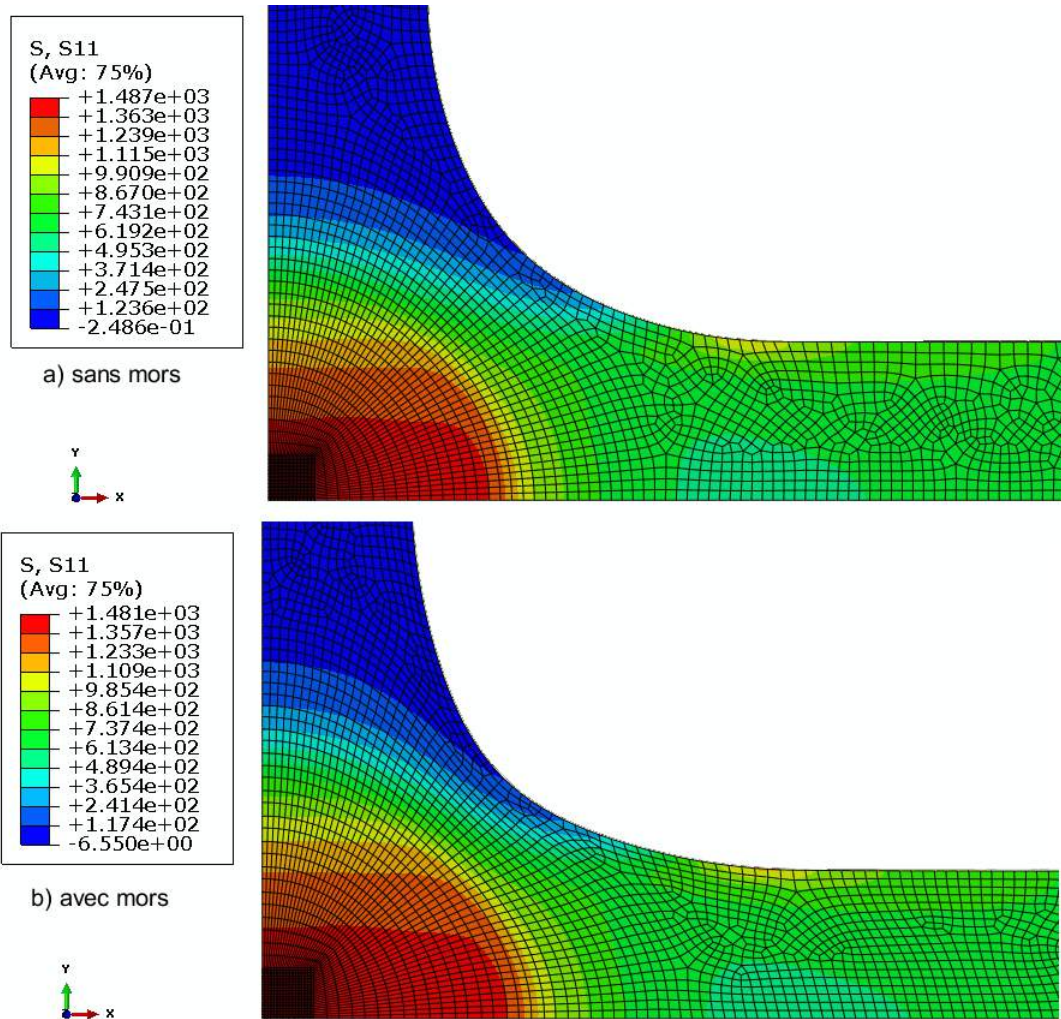 S, S11
(Avg: 75%)
+1.487e+03
+1.363e+03
+1.239e+03
+1.115e+03
+9.909e+02
+8.670e+02
+7.431e+02
+6.192e+02
+4.953e+02
+3.714e+02
+2.475e+02
+1.236e+02
-2.486e-01
a) sans mors
Y
X
S, S11
(Avg: 75%)
+1.481e+03
+1.357e+03
+1.233e+03
+1.109e+03
+9.854e+02
+8.614e+02
+7.374e+02
+6.134e+02
+4.894e+02
+3.654e+02
+2.414e+02
+1.174e+02
-6.550e+00
b) avec mors
Y
X